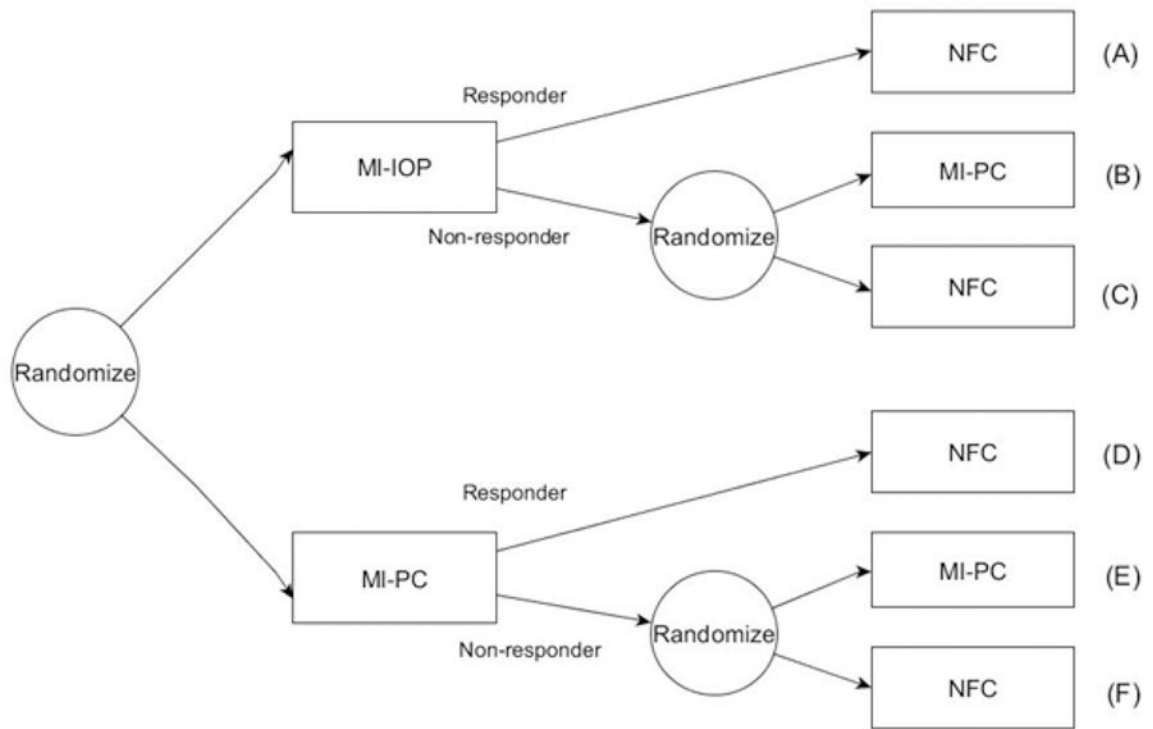 NFC (A)
Responder
MI-IOP
MI-PC (B)
Non-responder
Randomize
NFC (C)
Randomize
NFC (D)
Responder
MI-PC
MI-PC (E)
Non-responder
Randomize
NFC (F)